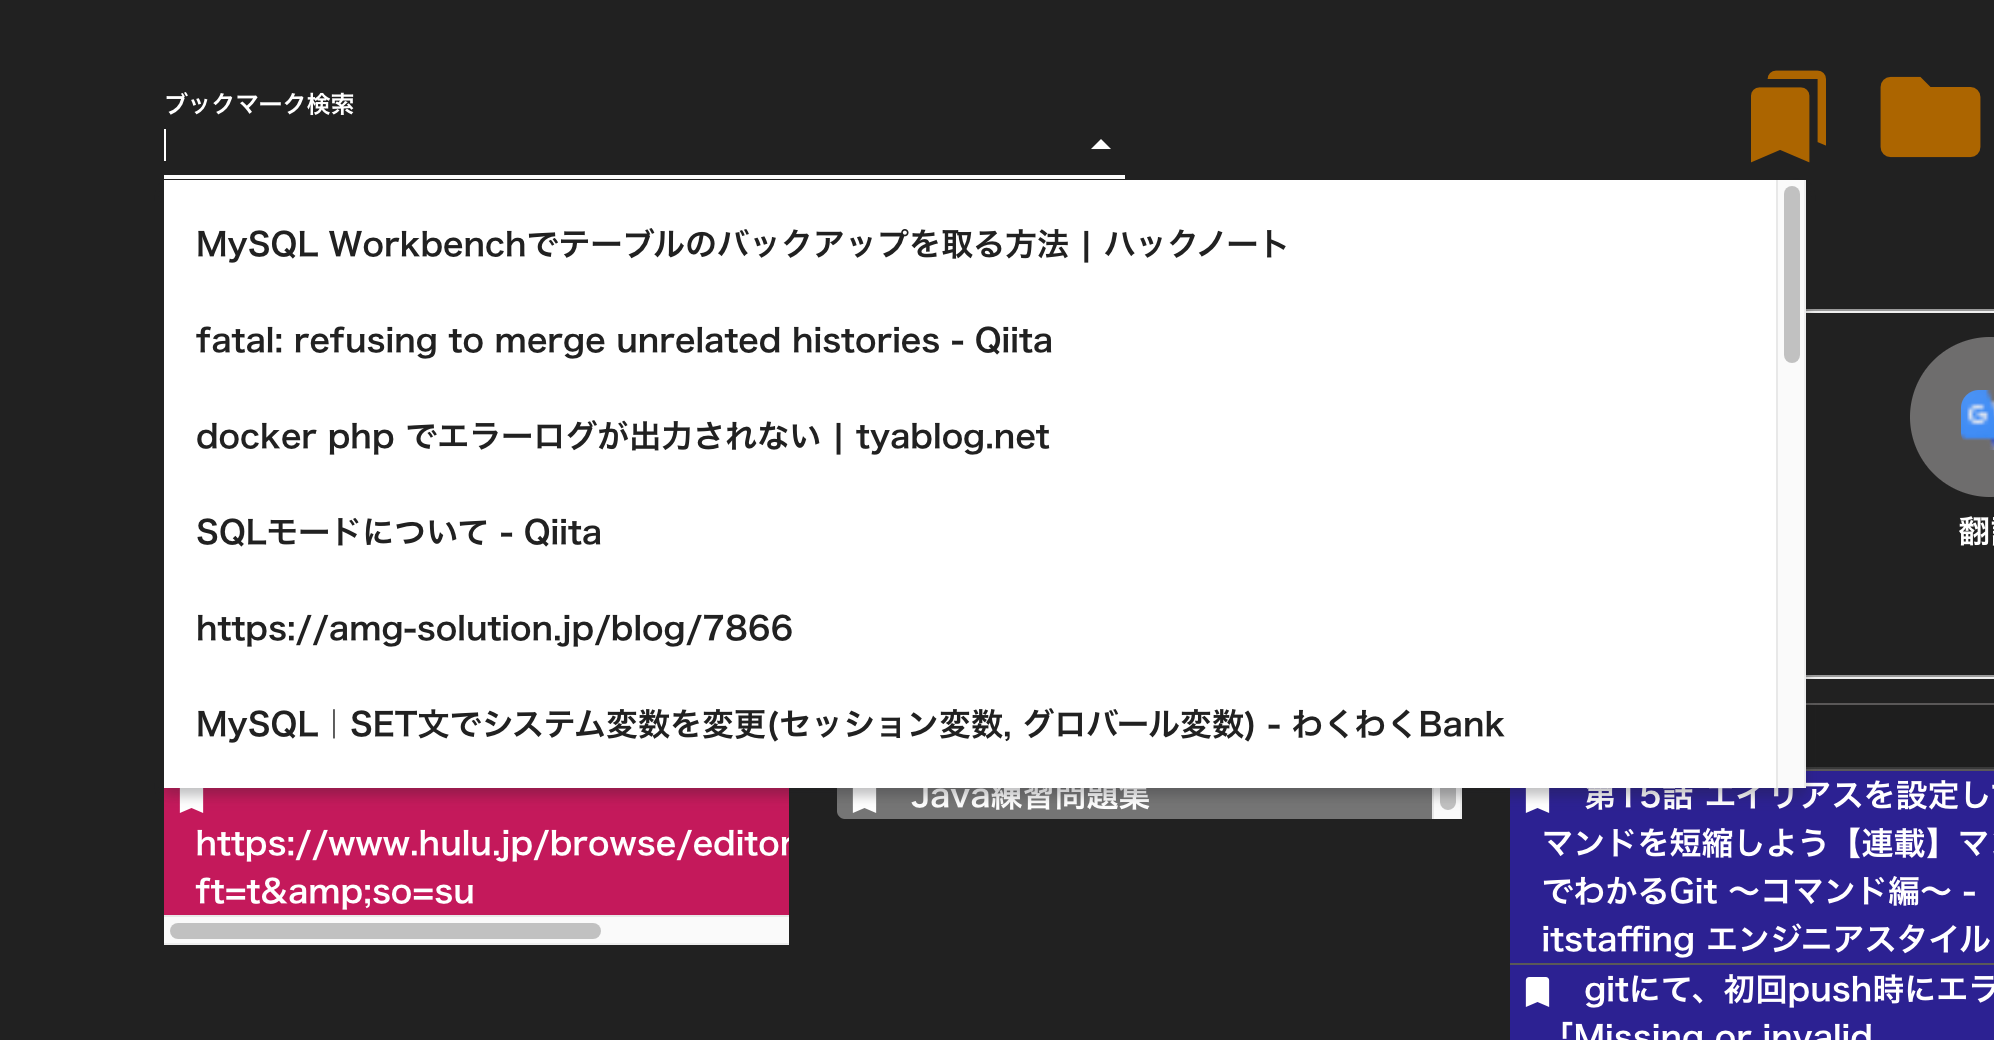 ブックマーク検索
MySQL Workbenchでテーブルのバックアップを取る方法 | ハックノート
fatal: refusing to merge unrelated histories - Qiita
docker php でエラーログが出力されない | tyablog.net
SQLモードについて - Qiita
https://amg-solution.jp/blog/7866
MySQL｜SET文でシステム変数を変更(セッション変数, グローバル変数) - わくわくBank
翻
https://www.hulu.jp/browse/editor
ft=t&amp;so=su
Java練習問題集
第15話 エイリアスを設定し
マンドを短縮しよう【連載】マ
でわかるGit 〜コマンド編〜 -
itstaffing エンジニアスタイル
gitにて、初回push時にエラ
「Missing or invalid